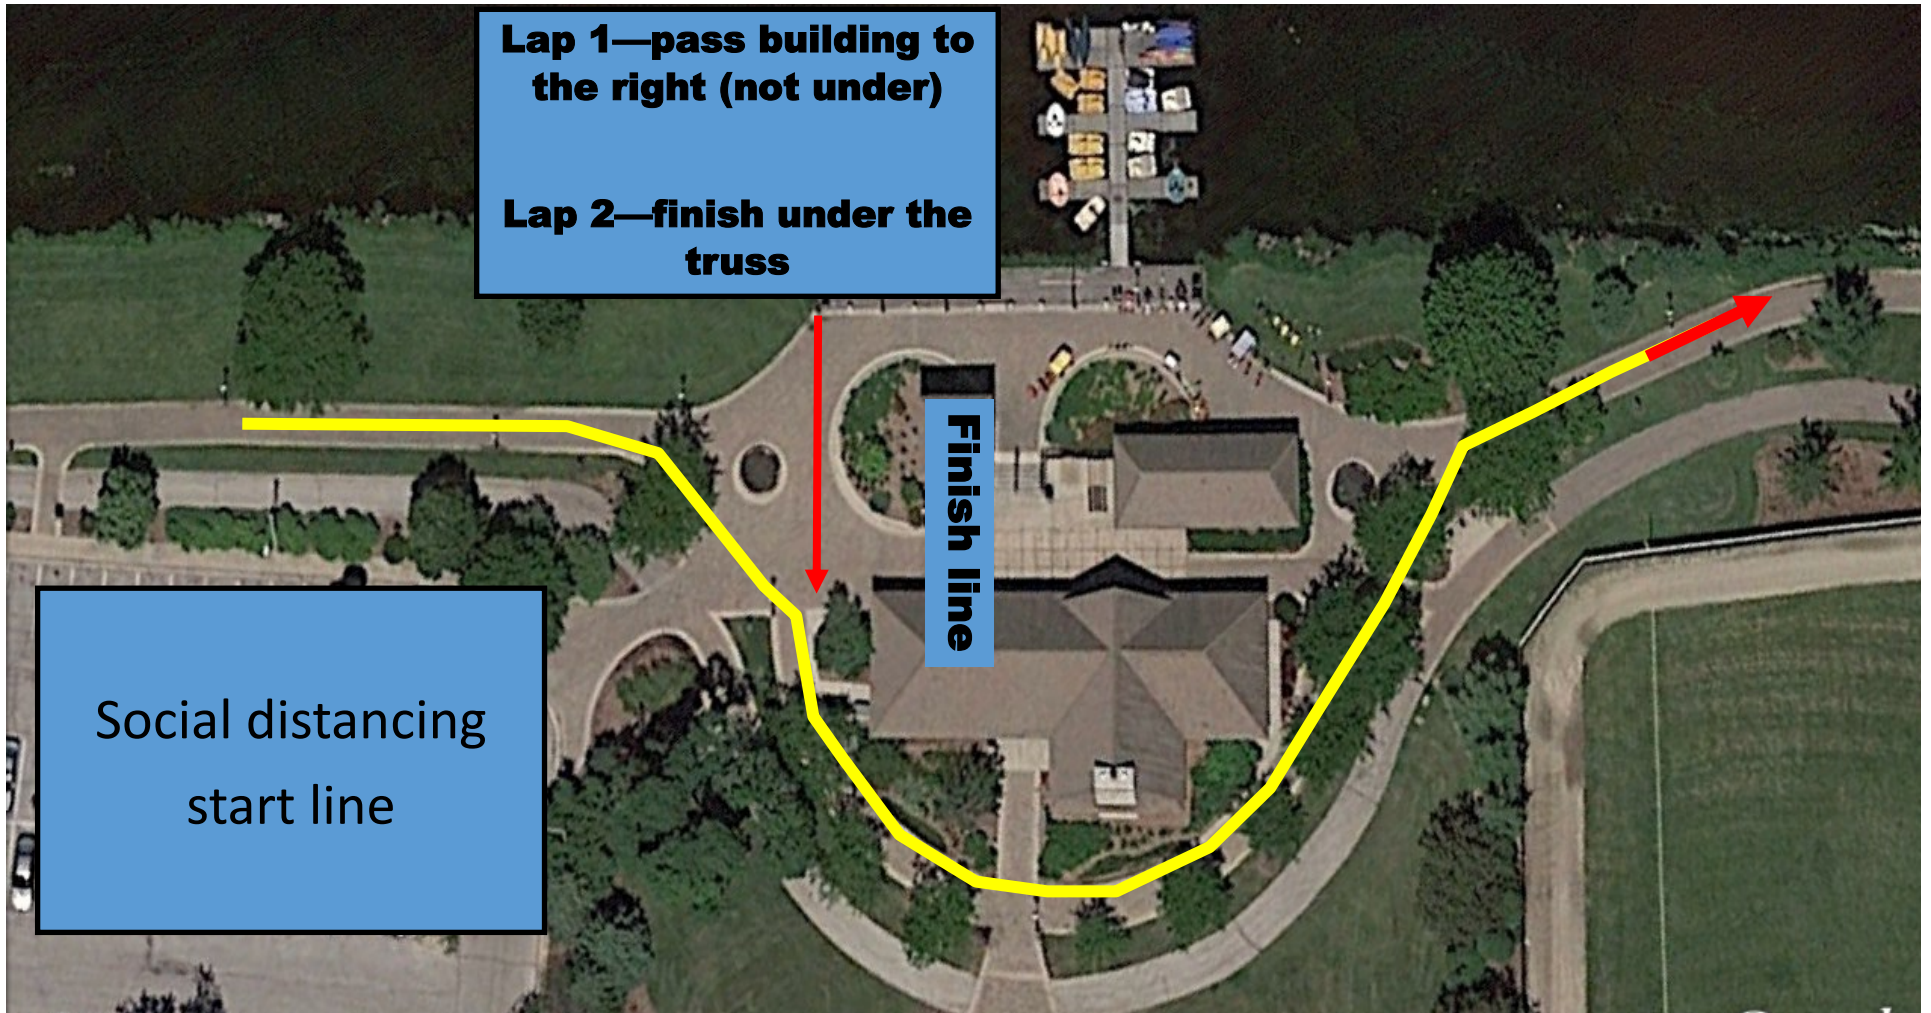 Lap 1—pass building to
the right (not under)
Lap 2—finish under the
truss
Finish line
Social distancing
start line